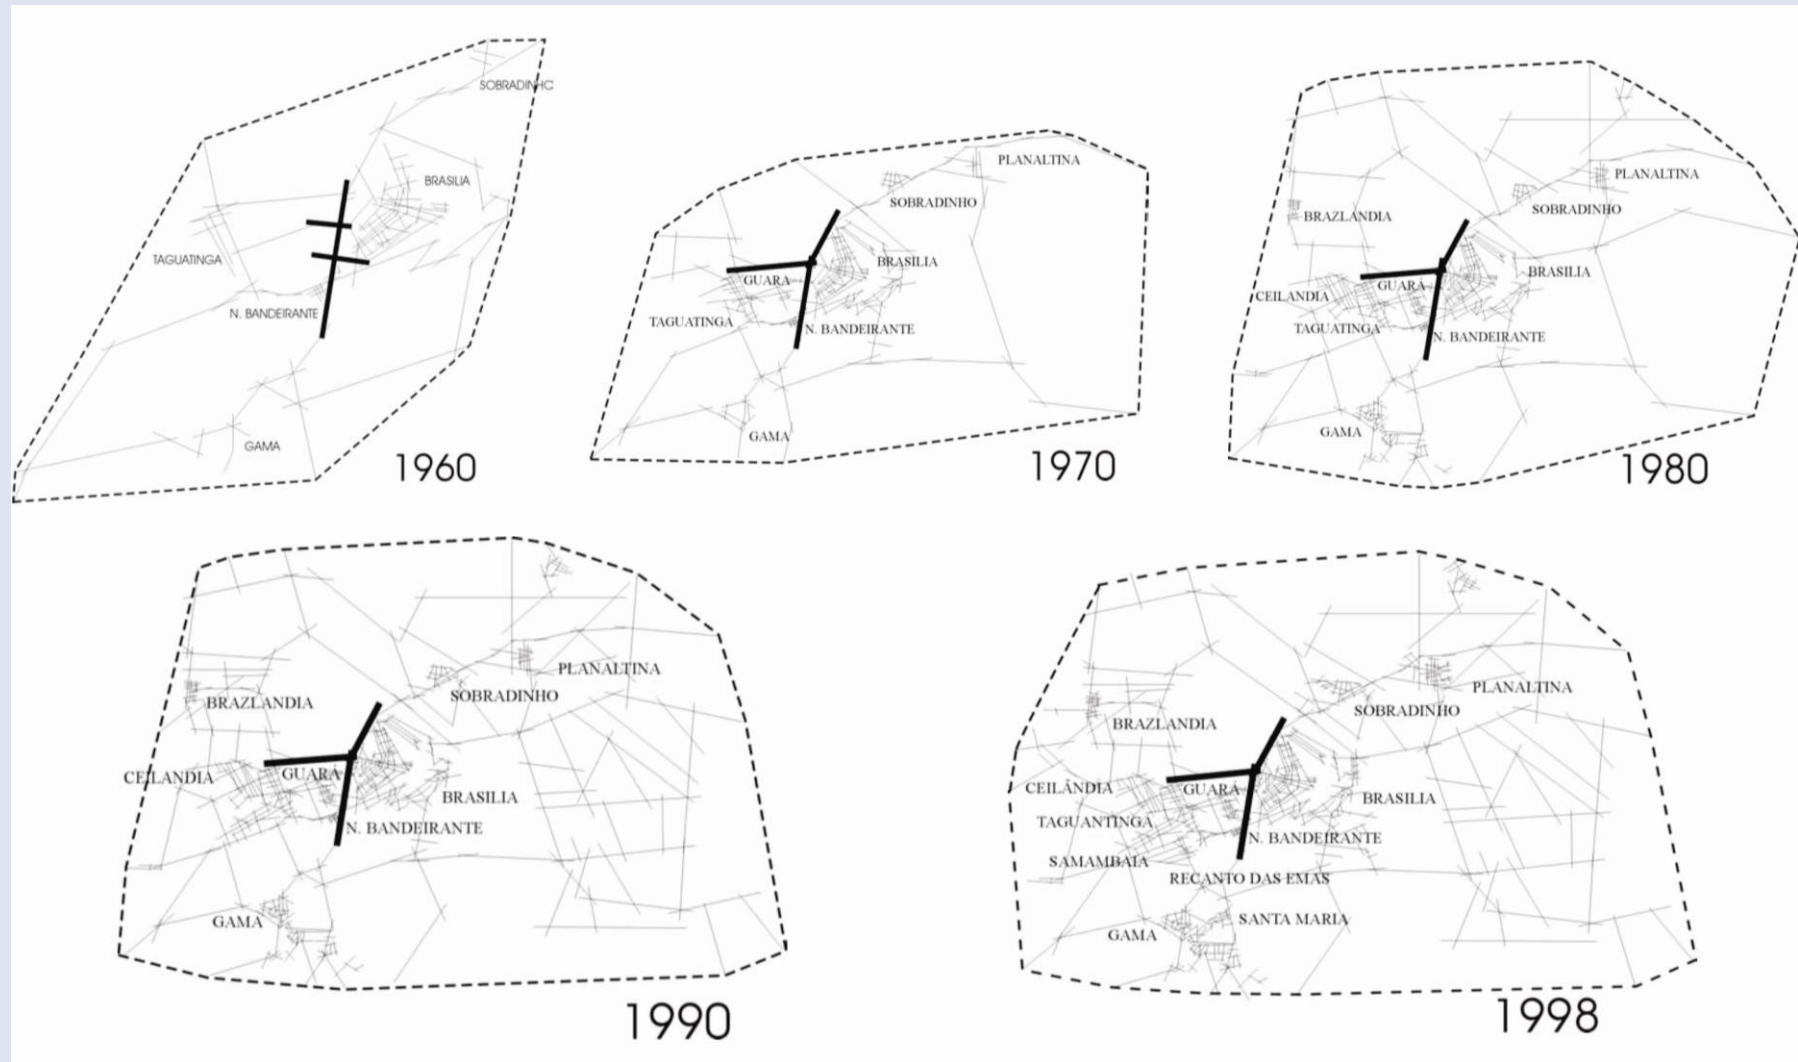 SOBRADINHC
BRASILIA
TAGUATINGA
N. BANDEIRANTE
GAMA
1960
PLANALTINA
SOBRADINHO
BRASILIA
GUARA
TAGUATINGA
N. BANDEIRANTE
GAMA
1970
PLANALTINA
SOBRADINHO
BRAZLANDIA
BRASILIA
GUARA
CEILANDIA
TAGUATINGA
N. BANDEIRANTE
GAMA
1980
PLANALTINA
SOBRADINHO
BRAZLANDIA
GUARA
CEILANDIA
BRASILIA
N. BANDEIRANTE
GAMA
1990
PLANALTINA
SOBRADINHO
BRAZLANDIA
CEILÂNDIA
GUARA
BRASILIA
TAGUANTINGA
N. BANDEIRANTE
SAMAMBAIA
RECANTO DAS EMAS
SANTA MARIA
GAMA
1998